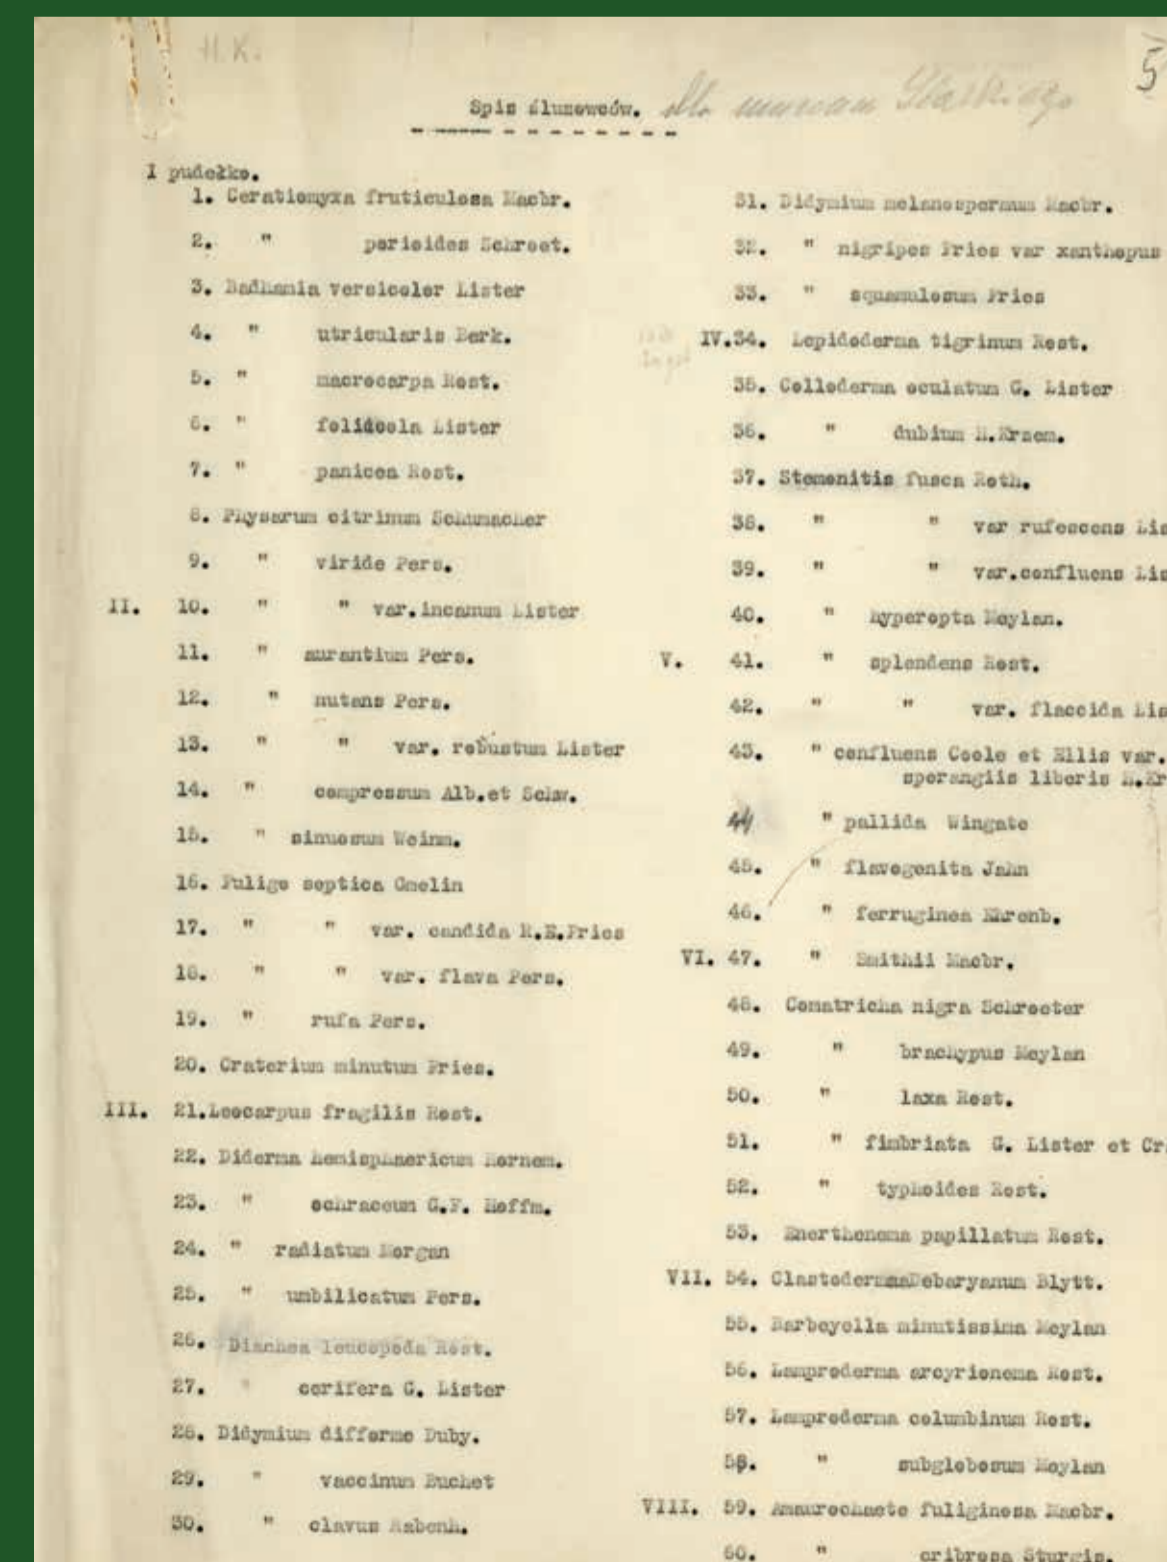 H.K.
5
Spis śluzowców. dla muzeum Śląskiego
I pudełko.
1. Ceratiomyxa fruticulosa Macbr.
2. " porioides Schroet.
3. Badhamia versicolor Lister
4. " utricularis Berk.
5. " macrocarpa Rost.
6. " foliicola Lister
7. " panicea Rost.
8. Physarum citrinum Schumacher
9. " viride Pers.
II. 10. " " var.incanum Lister
11. " aurantium Pers.
12. " nutans Pers.
13. " " var. robustum Lister
14. " compressum Alb.et Schw.
15. " sinuosum Weinm.
16. Fuligo septica Gmelin
17. " " var. candida R.E.Fries
18. " " var. flava Pers.
19. " rufa Pers.
20. Craterium minutum Fries.
III. 21.Leocarpus fragilis Rost.
22. Diderma hemisphaericum Hornem.
23. " ochraceum G.F. Hoffm.
24. " radiatum Morgan
25. " umbilicatum Pers.
26. Diachea leucopoda Rost.
27. " cerifera G. Lister
28. Didymium difforme Duby.
29. " vaccinum Buchet
30. " clavus Rabenh.
31. Didymium melanospermum Macbr.
32. " nigripes Fries var xanthopus
33. " squamulosum Fries
IV.34. Lepidoderma tigrinum Rost.
35. Colloderma oculatum G. Lister
36. " dubium H.Krzem.
37. Stemonitis fusca Roth.
38. " " var rufescens Lis
39. " " var.confluens Lis
40. " hyperopta Meylan.
V. 41. " splendens Rost.
42. " " var. flaccida Lis
43. " confluens Cooke et Ellis var.
sporangiis liberis H.Kr
44 " pallida Wingate
45. " flavogenita Jahn
46. " ferruginea Ehrenb.
VI. 47. " Smithii Macbr.
48. Comatricha nigra Schroeter
49. " brachypus Meylan
50. " laxa Rost.
51. " fimbriata G. Lister et Cr
52. " typhoides Rost.
53. Enerthenema papillatum Rost.
VII. 54. ClastodermaDebaryanum Blytt.
55. Barbeyella minutissima Meylan
56. Lamproderma arcyrionema Rost.
57. Lamproderma columbinum Rost.
58. " subglobosum Meylan
VIII. 59. Amaurochaete fuliginosa Macbr.
60. " cribrosa Sturgis.